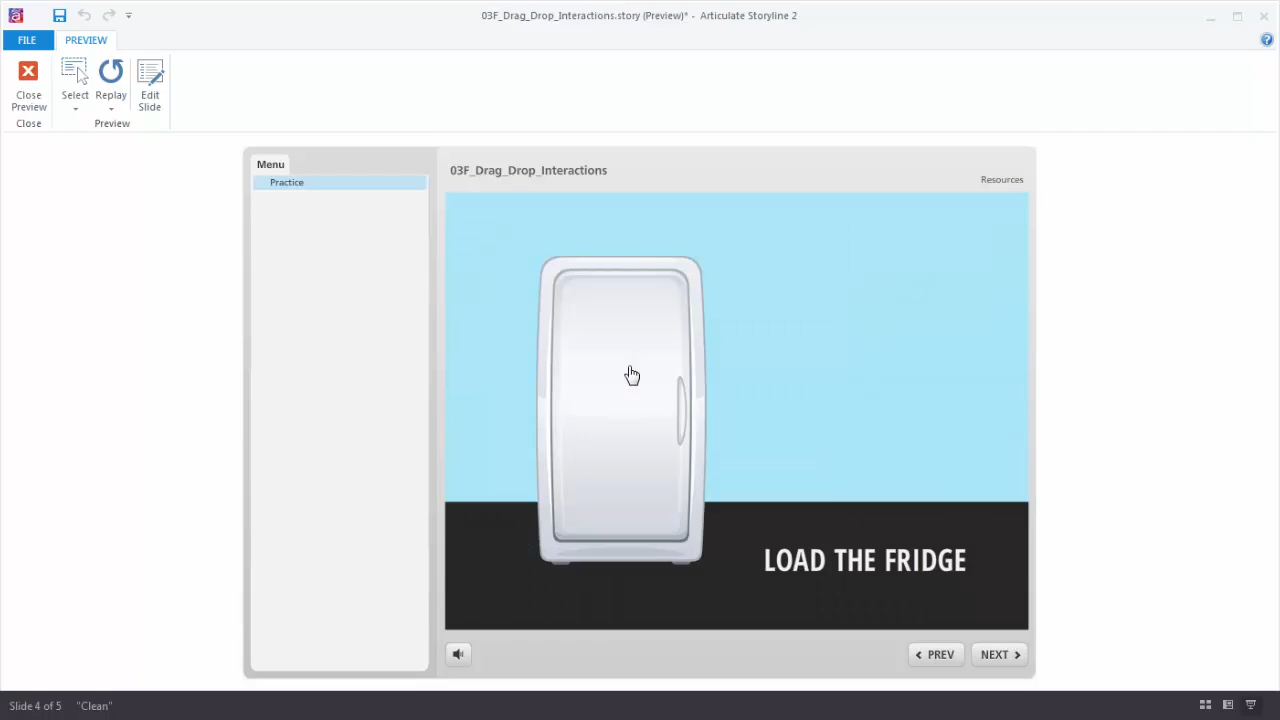 03F_Drag_Drop_Interactions.story (Preview)* - Articulate Storyline 2
FILE
PREVIEW
Close Preview
Select
Replay
Edit Slide
Close
Preview
Menu
Practice
03F_Drag_Drop_Interactions
Resources
LOAD THE FRIDGE
PREV
NEXT
Slide 4 of 5
"Clean"